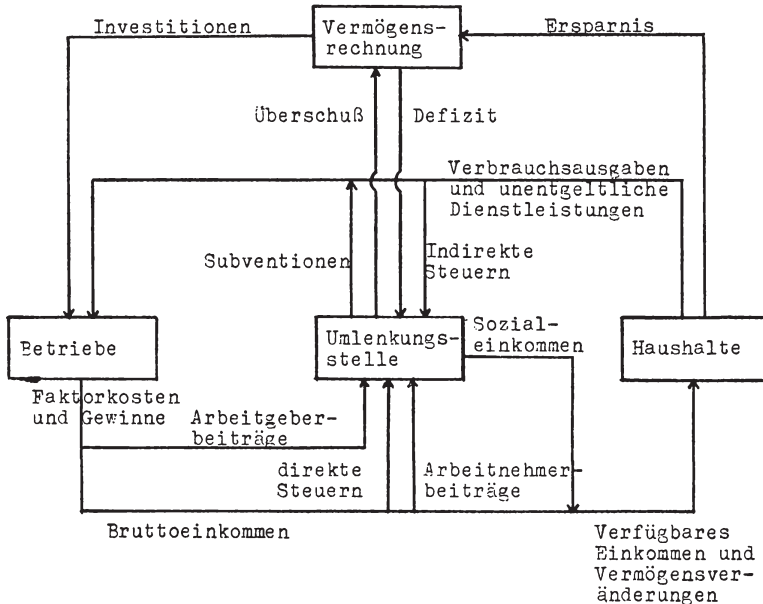 Investitionen
Vermögens-
rechnung
Ersparnis
Überschuß
Defizit
Verbrauchsausgaben
und unentgeltliche
Dienstleistungen
Subventionen
Indirekte
Steuern
Betriebe
Umlenkungs-
stelle
Sozial-
einkommen
Haushalte
Faktorkosten
und Gewinne
Arbeitgeber-
beiträge
direkte
Steuern
Arbeitnehmer-
beiträge
Bruttoeinkommen
Verfügbares
Einkommen und
Vermögensver-
änderungen